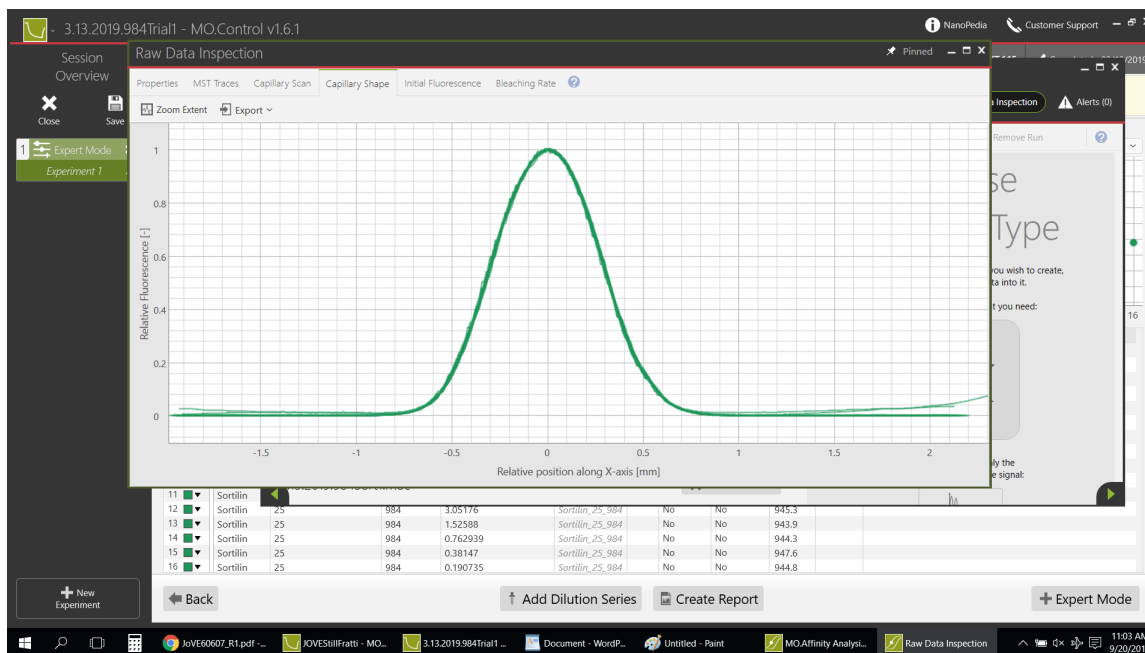 3.13.2019.984Trial1 - MO.Control v1.6.1
NanoPedia
Customer Support
Session
Overview
Close
Save
1
Expert Mode
Experiment 1
Raw Data Inspection
Pinned
Properties
MST Traces
Capillary Scan
Capillary Shape
Initial Fluorescence
Bleaching Rate
Zoom Extent
Export
Relative Fluorescence [-]
1
0.8
0.6
0.4
0.2
0
-1.5
-1
-0.5
0
0.5
1
1.5
2
Relative position along X-axis [mm]
Inspection
Alerts (0)
Remove Run
Type
you wish to create,
into it.
t you need:
16
signal:
11 Sortilin
12 Sortilin 25 984 3.05176 Sortilin_25_984 No No 945.3
13 Sortilin 25 984 1.52588 Sortilin_25_984 No No 943.9
14 Sortilin 25 984 0.762939 Sortilin_25_984 No No 944.3
15 Sortilin 25 984 0.38147 Sortilin_25_984 No No 947.6
16 Sortilin 25 984 0.190735 Sortilin_25_984 No No 944.8
New
Experiment
Back
Add Dilution Series
Create Report
Expert Mode
JoVE60607_R1.pdf -...
JOVEStillFratti - MO...
3.13.2019.984Trial1 ...
Document - WordP...
Untitled - Paint
MO.Affinity Analysi...
Raw Data Inspection
11:03 AM
9/20/201